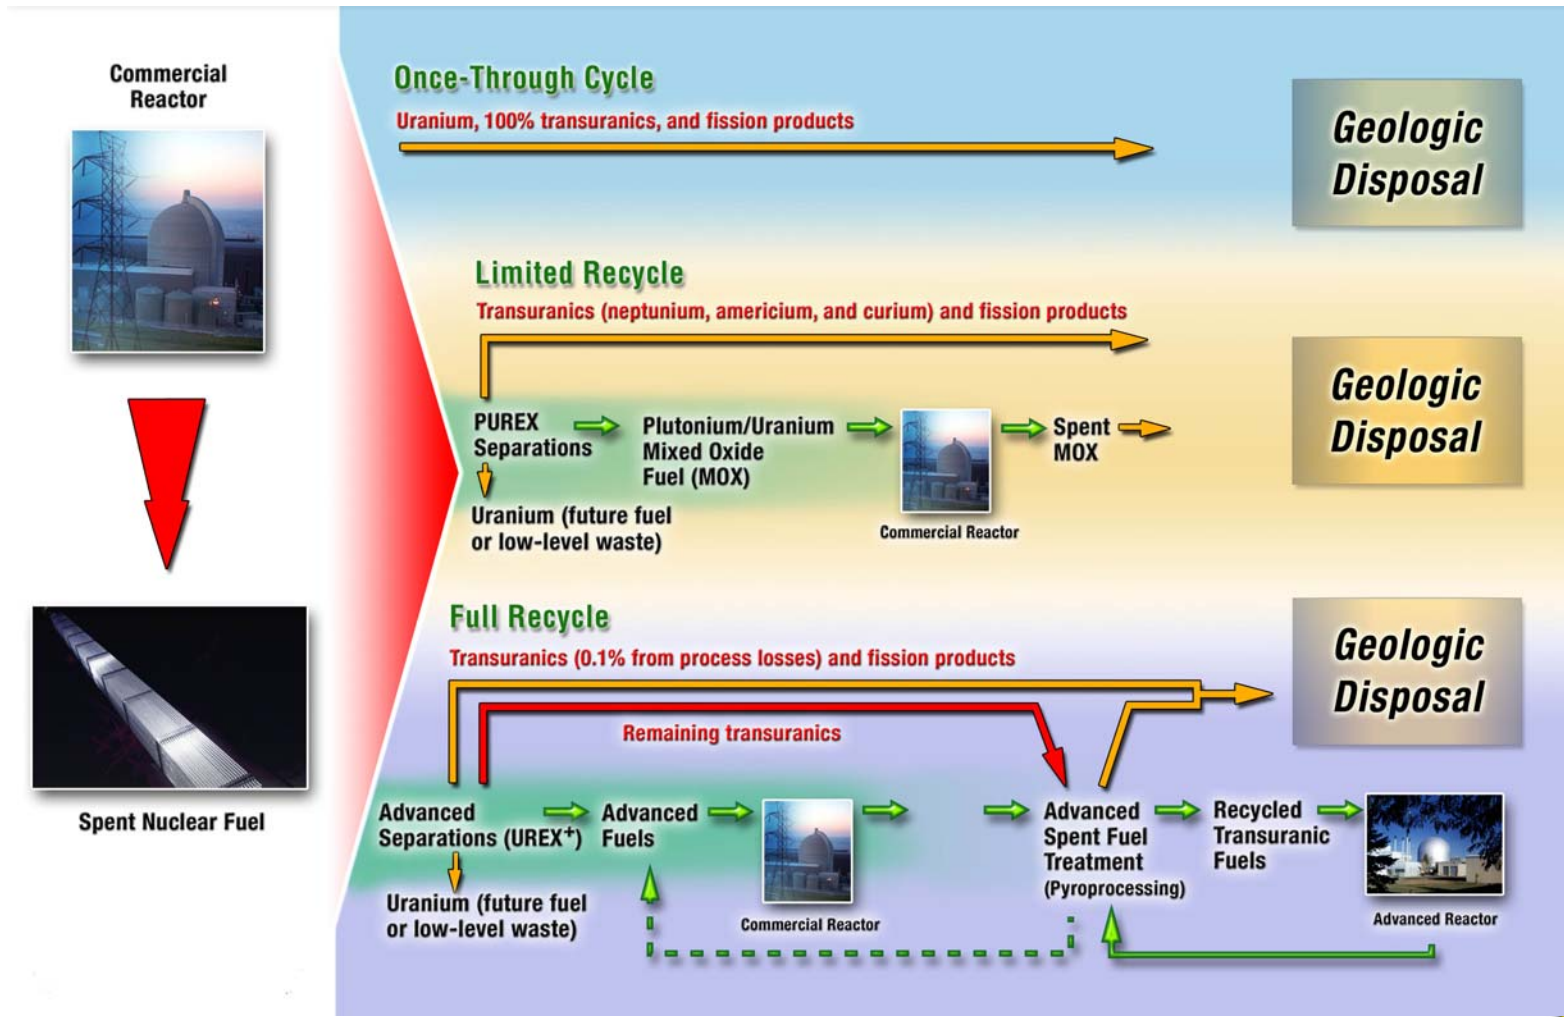 Commercial
Reactor
Spent Nuclear Fuel
Once-Through Cycle
Uranium, 100% transuranics, and fission products
Geologic
Disposal
Limited Recycle
Transuranics (neptunium, americium, and curium) and fission products
PUREX
Separations
Plutonium/Uranium
Mixed Oxide
Fuel (MOX)
Commercial Reactor
Spent
MOX
Uranium (future fuel
or low-level waste)
Geologic
Disposal
Full Recycle
Transuranics (0.1% from process losses) and fission products
Remaining transuranics
Geologic
Disposal
Advanced
Separations (UREX+)
Uranium (future fuel
or low-level waste)
Advanced
Fuels
Commercial Reactor
Advanced
Spent Fuel
Treatment
(Pyroprocessing)
Recycled
Transuranic
Fuels
Advanced Reactor